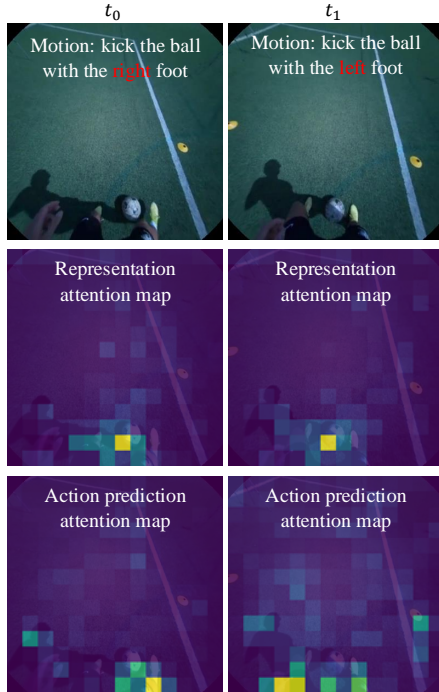 t₀ t₁
Motion: kick the ball
with the right foot
Motion: kick the ball
with the left foot
Representation
attention map
Representation
attention map
Action prediction
attention map
Action prediction
attention map